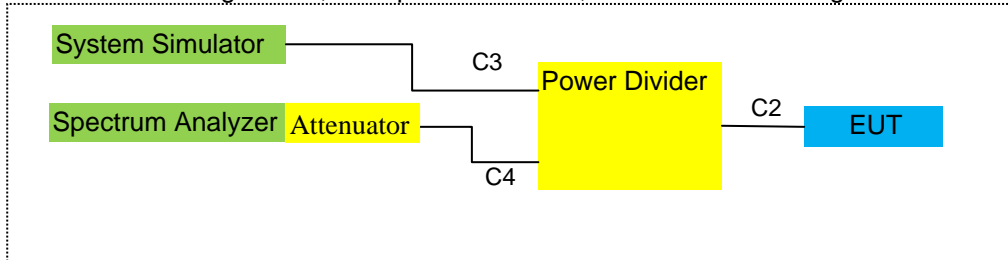 System Simulator
C3
Power Divider
Spectrum Analyzer Attenuator
C2
EUT
C4